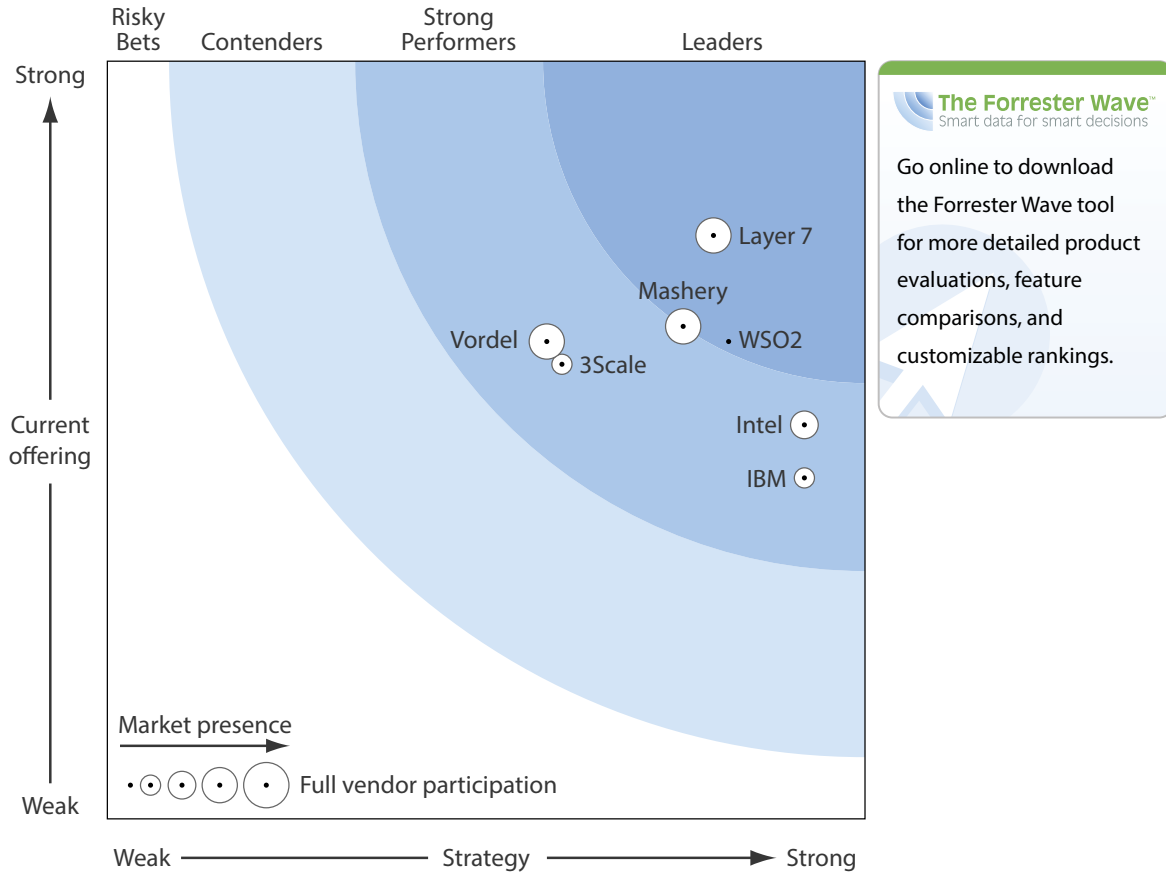 Risky
Bets
Contenders
Strong
Performers
Leaders
Strong
Current
offering
Weak
Layer 7
Mashery
Vordel
WSO2
3Scale
Intel
IBM
Market presence
Full vendor participation
Weak
Strategy
Strong
The Forrester Wave™
Smart data for smart decisions
Go online to download
the Forrester Wave tool
for more detailed product
evaluations, feature
comparisons, and
customizable rankings.